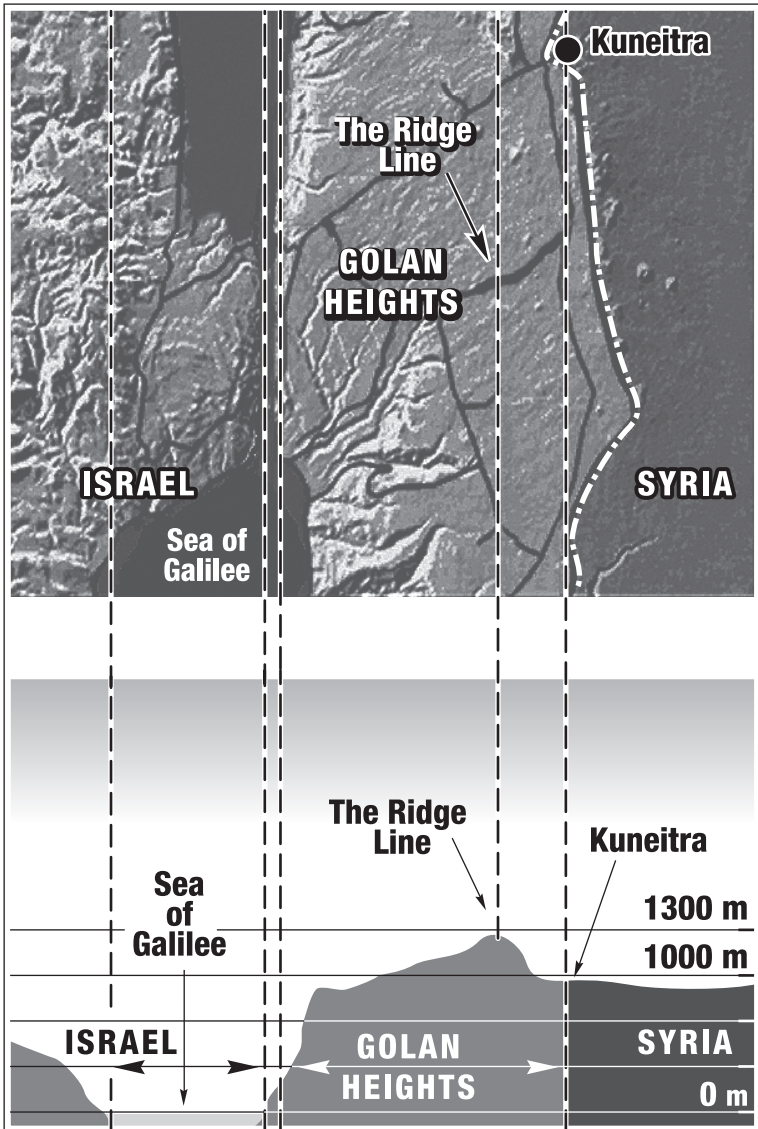 Kuneitra
The Ridge
Line
GOLAN
HEIGHTS
ISRAEL
SYRIA
Sea of
Galilee
The Ridge
Line
Kuneitra
Sea
of
Galilee
1300 m
1000 m
ISRAEL
GOLAN
HEIGHTS
SYRIA
0 m